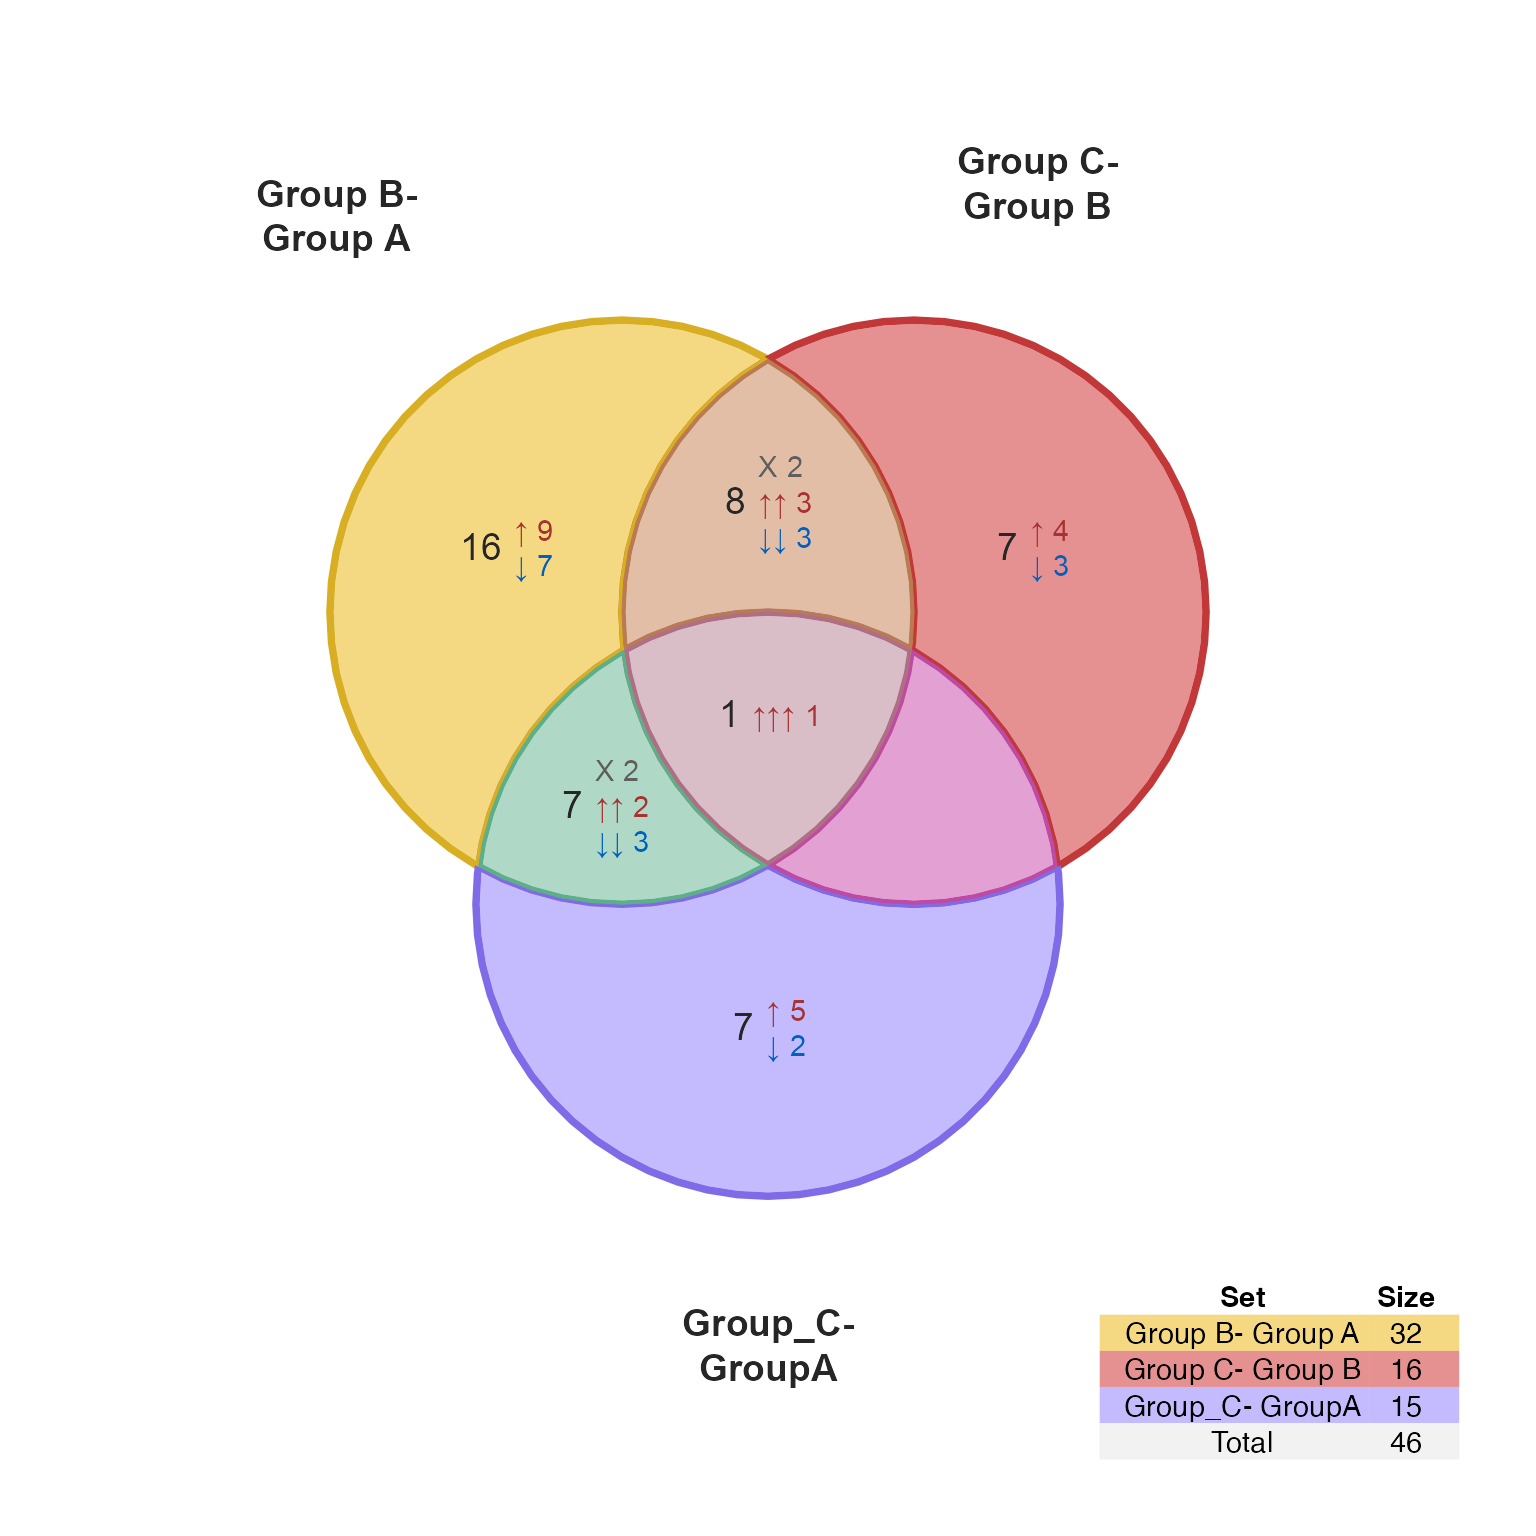 Group C-
Group B
Group B-
Group A
X 2
8 ↑↑ 3
↓↓ 3
16 ↑ 9
↓ 7
7 ↑ 4
↓ 3
1 ↑↑↑ 1
X 2
7 ↑↑ 2
↓↓ 3
7 ↑ 5
↓ 2
Group_C-
GroupA
Set Size
Group B- Group A 32
Group C- Group B 16
Group_C- GroupA 15
Total 46